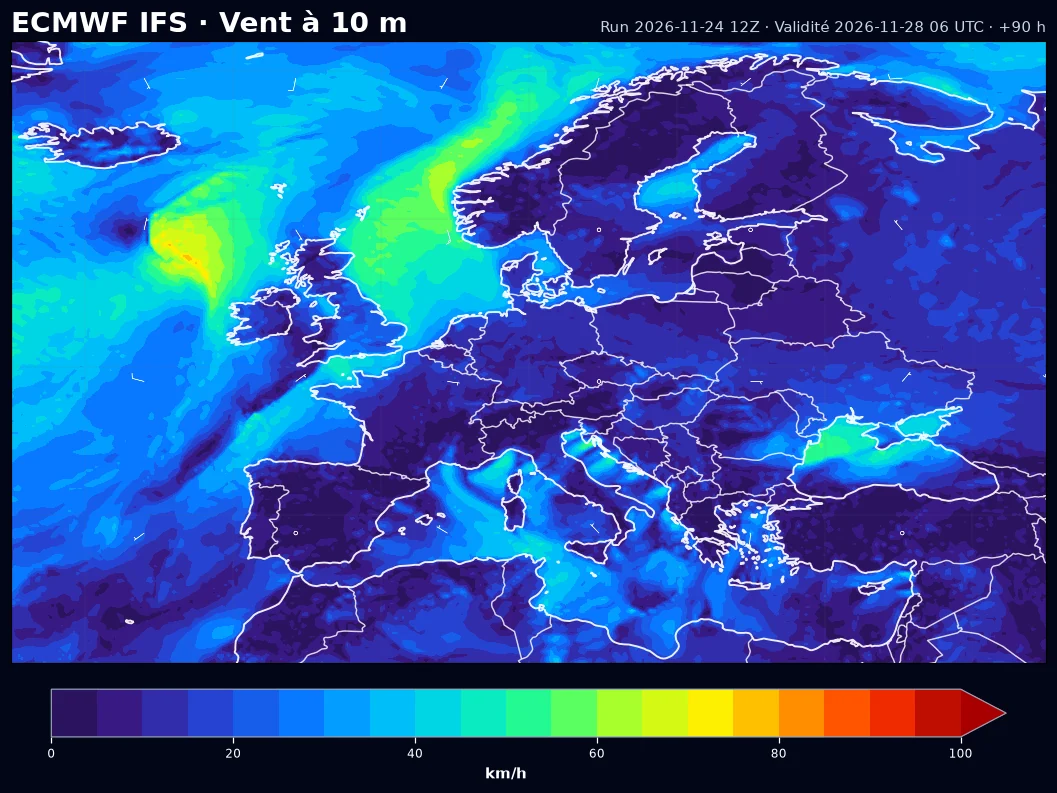 ECMWF IFS · Vent à 10 m
Run 2026-11-24 12Z · Validité 2026-11-28 06 UTC · +90 h
0 20 40 60 80 100
km/h